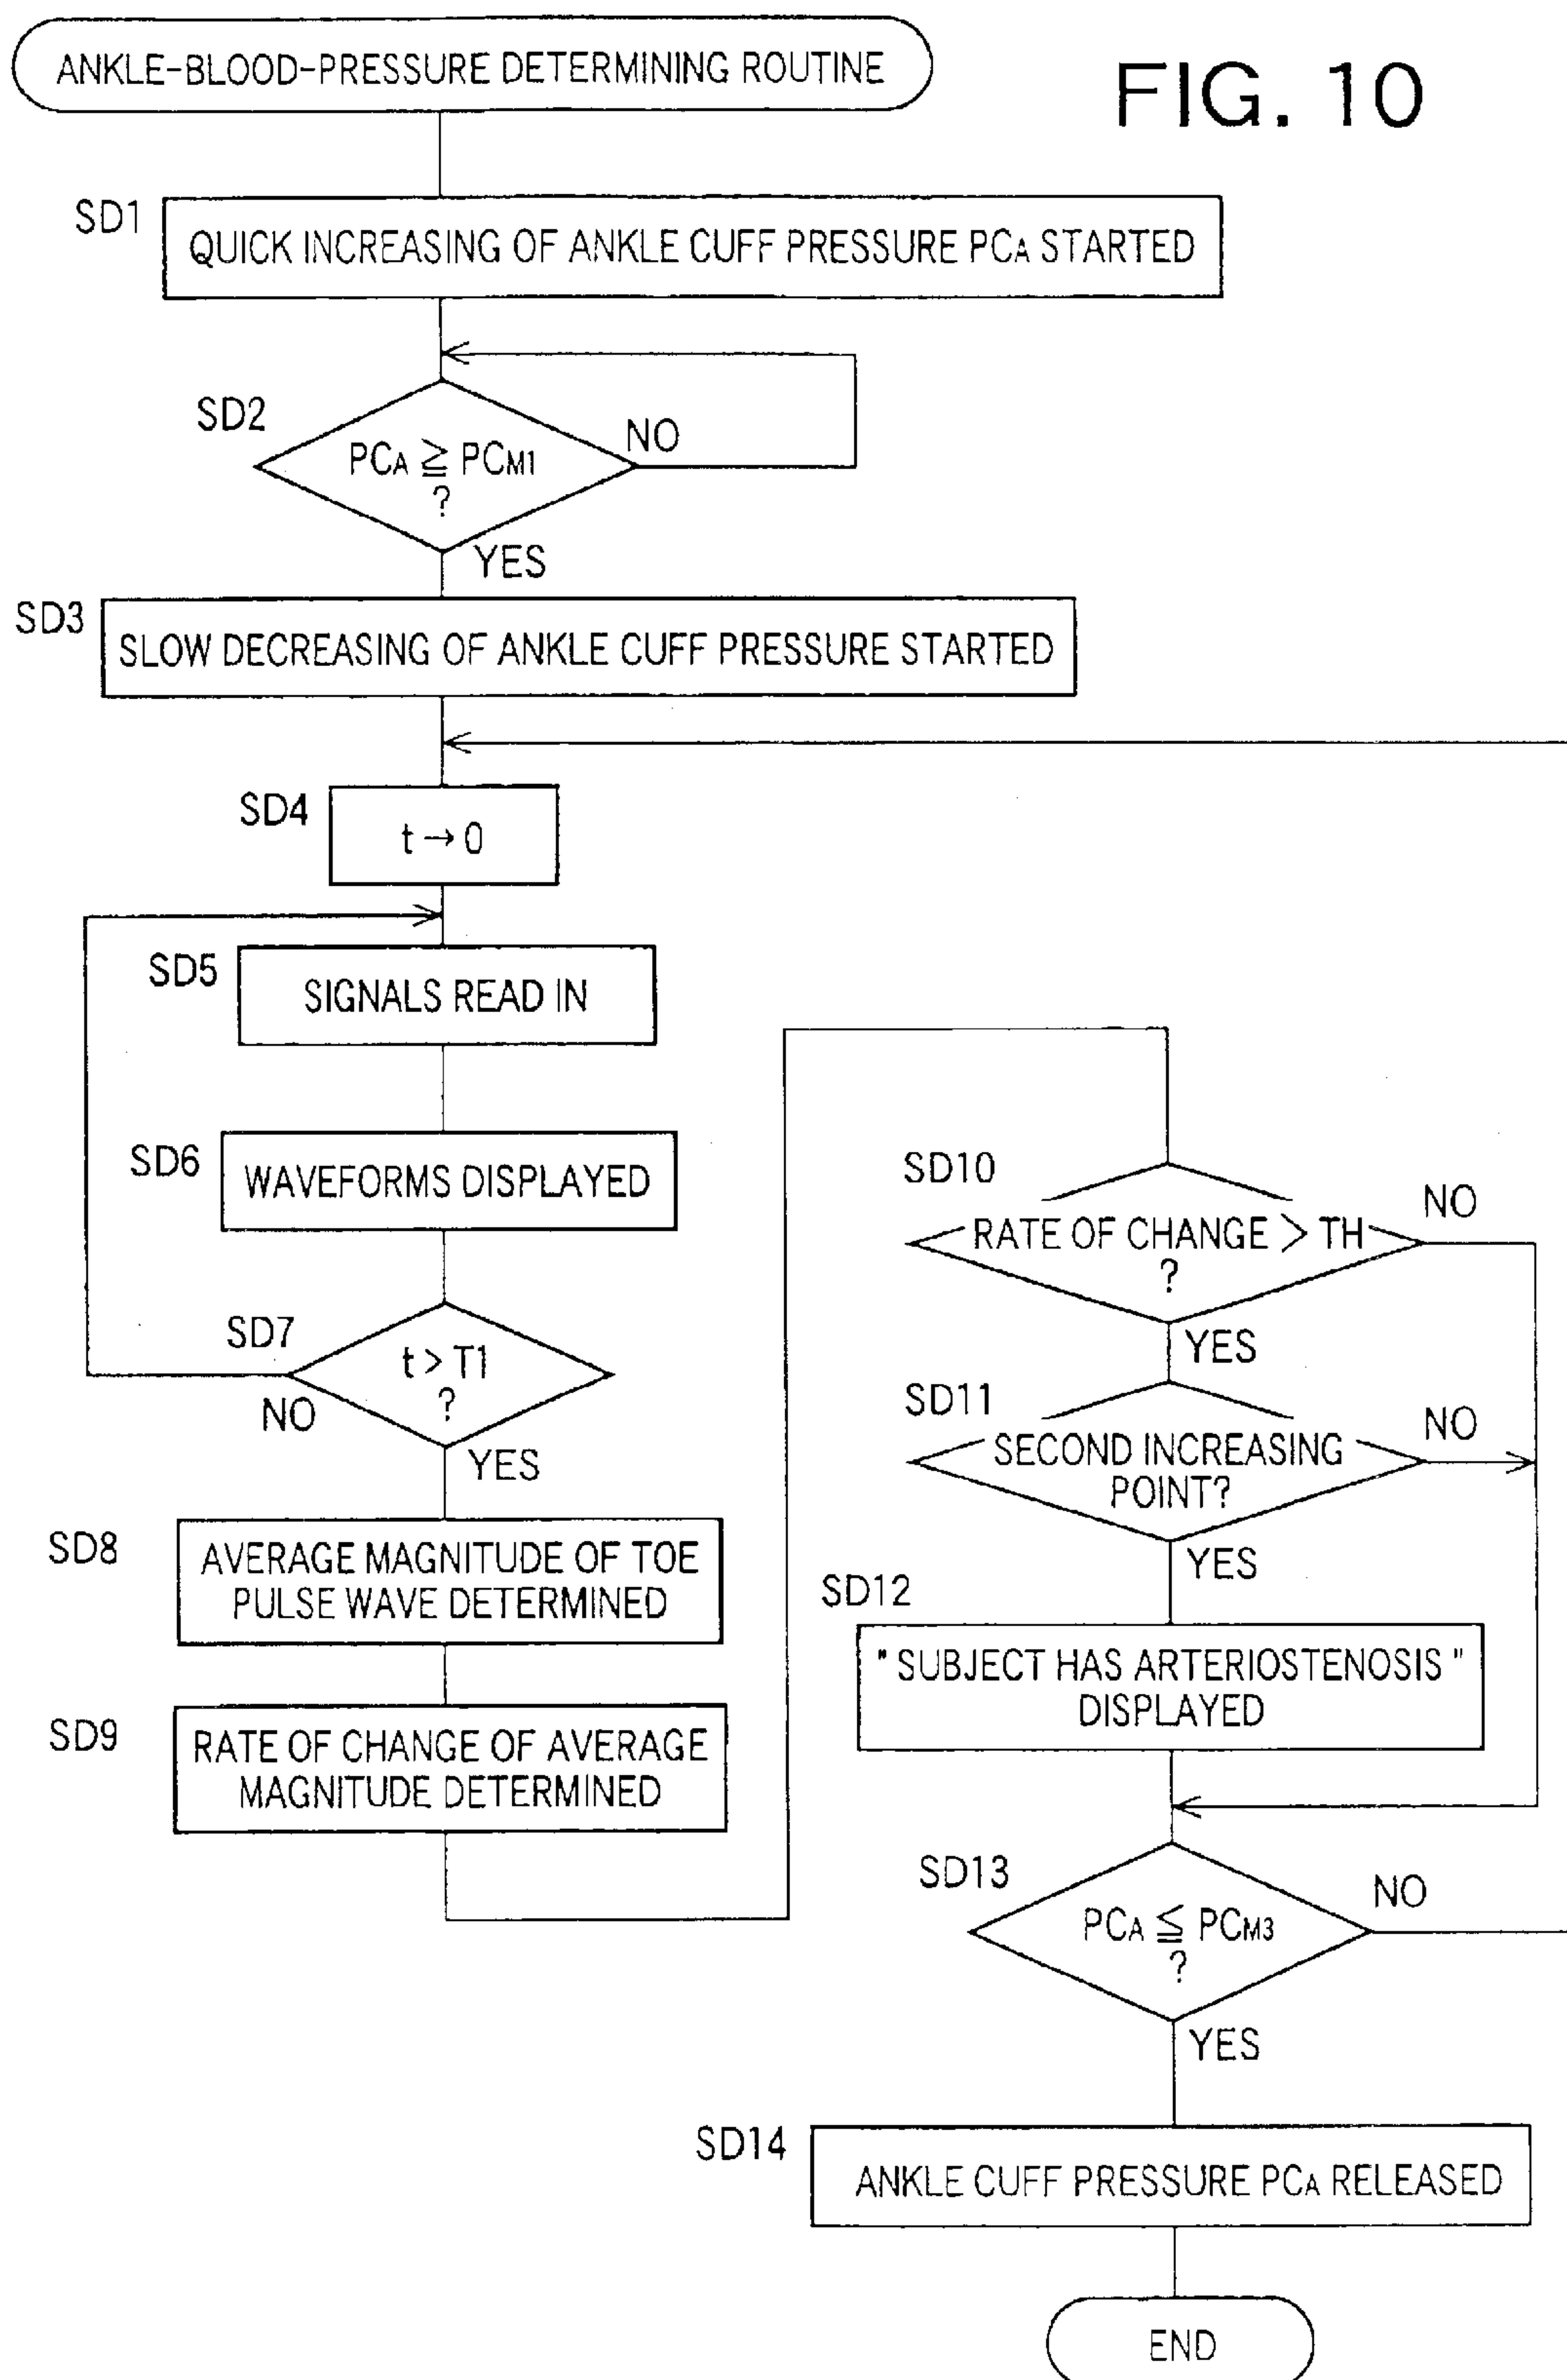 ANKLE-BLOOD-PRESSURE DETERMINING ROUTINE
FIG. 10
SD1
QUICK INCREASING OF ANKLE CUFF PRESSURE PCA STARTED
SD2
PCA ≧ PCM1
?
NO
YES
SD3
SLOW DECREASING OF ANKLE CUFF PRESSURE STARTED
SD4
t → 0
SD5
SIGNALS READ IN
SD6
WAVEFORMS DISPLAYED
SD7
t > T1
?
NO
YES
SD8
AVERAGE MAGNITUDE OF TOE
PULSE WAVE DETERMINED
SD9
RATE OF CHANGE OF AVERAGE
MAGNITUDE DETERMINED
SD10
RATE OF CHANGE > TH
?
NO
YES
SD11
SECOND INCREASING
POINT?
NO
YES
SD12
" SUBJECT HAS ARTERIOSTENOSIS "
DISPLAYED
SD13
PCA ≦ PCM3
?
NO
YES
SD14
ANKLE CUFF PRESSURE PCA RELEASED
END